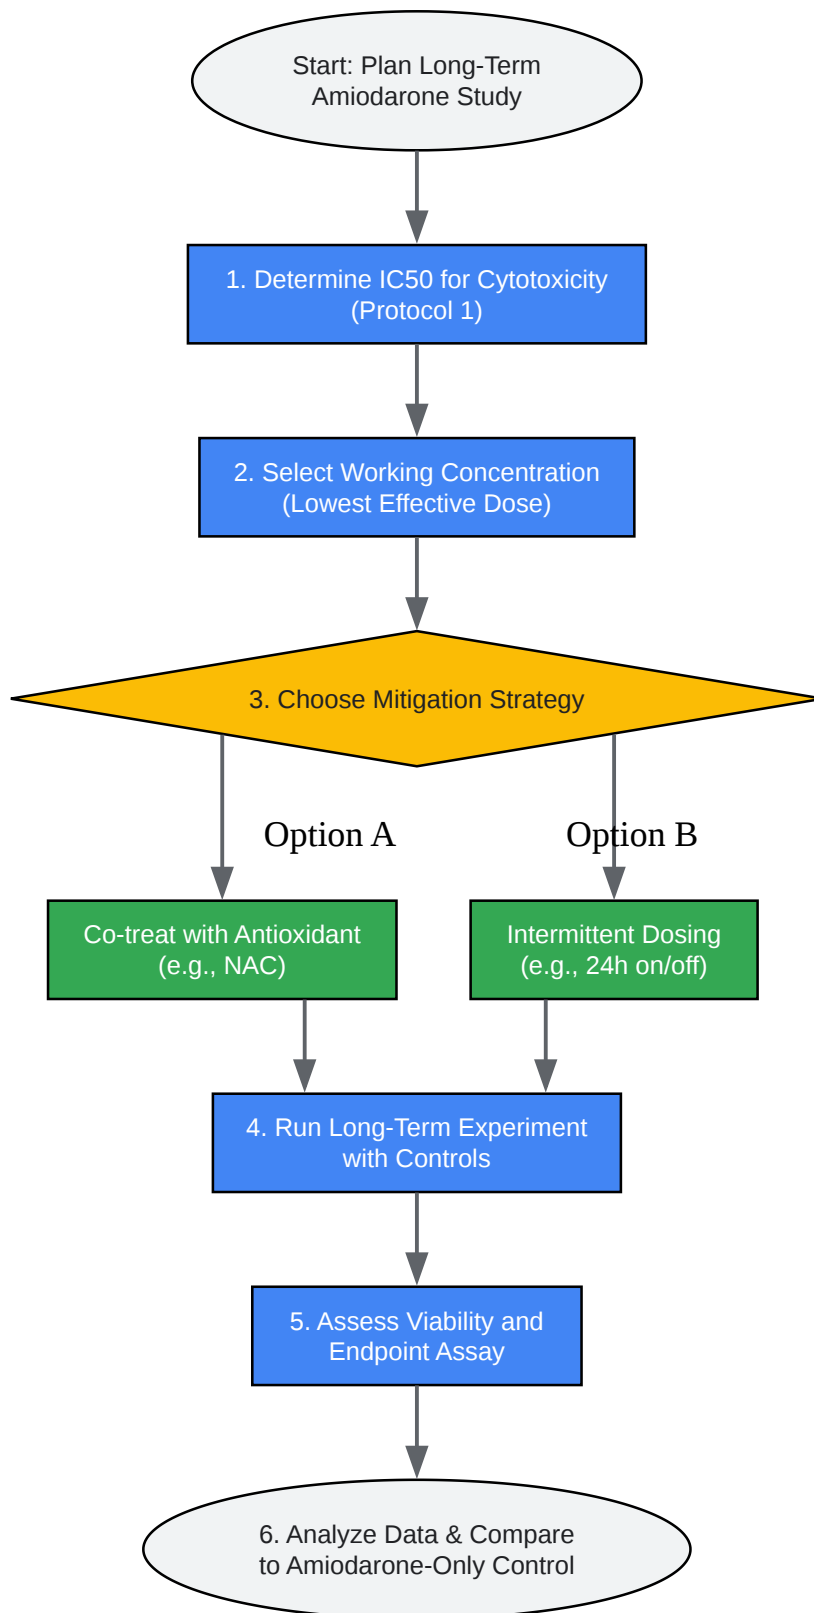 Start: Plan Long-Term
Amiodarone Study
1. Determine IC50 for Cytotoxicity
(Protocol 1)
2. Select Working Concentration
(Lowest Effective Dose)
3. Choose Mitigation Strategy
Option A
Option B
Co-treat with Antioxidant
(e.g., NAC)
Intermittent Dosing
(e.g., 24h on/off)
4. Run Long-Term Experiment
with Controls
5. Assess Viability and
Endpoint Assay
6. Analyze Data & Compare
to Amiodarone-Only Control